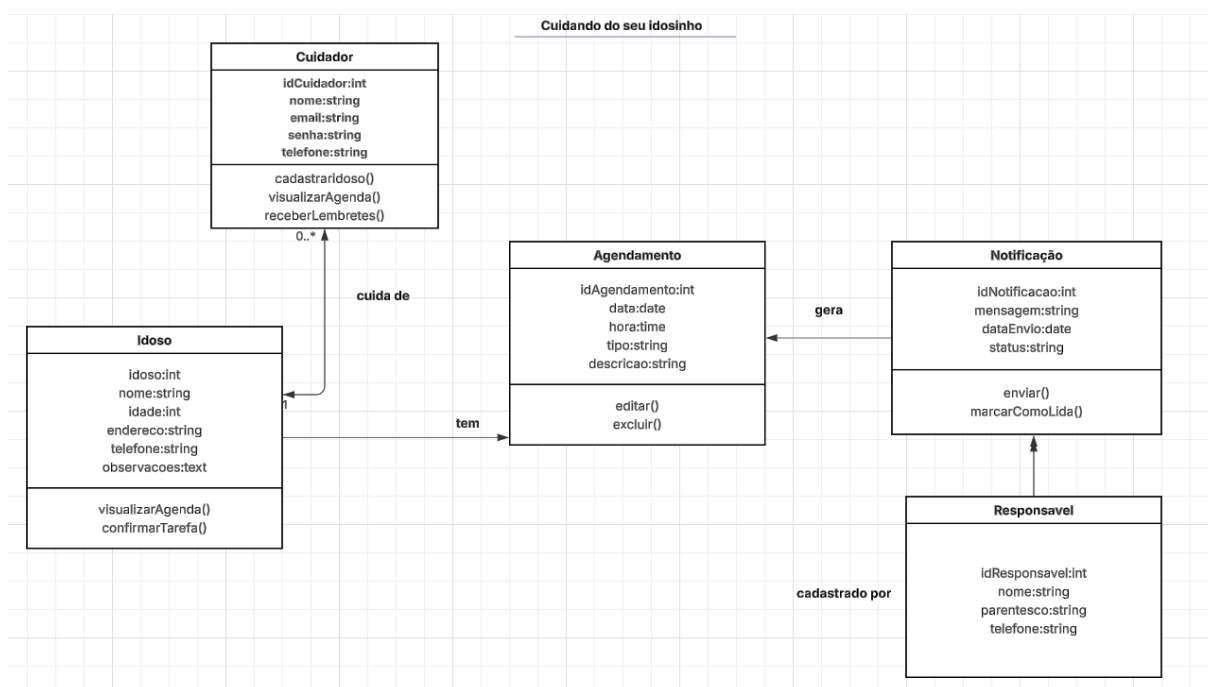 Cuidando do seu idosinho
Cuidador
idCuidador:int
nome:string
email:string
senha:string
telefone:string
cadastraridoso()
visualizarAgenda()
receberLembretes()
0..*
cuida de
Idoso
idoso:int
nome:string
idade:int
endereco:string
telefone:string
observacoes:text
visualizarAgenda()
confirmarTarefa()
1
tem
Agendamento
idAgendamento:int
data:date
hora:time
tipo:string
descricao:string
editar()
excluir()
gera
Notificação
idNotificacao:int
mensagem:string
dataEnvio:date
status:string
enviar()
marcarComoLida()
cadastrado por
Responsavel
idResponsavel:int
nome:string
parentesco:string
telefone:string